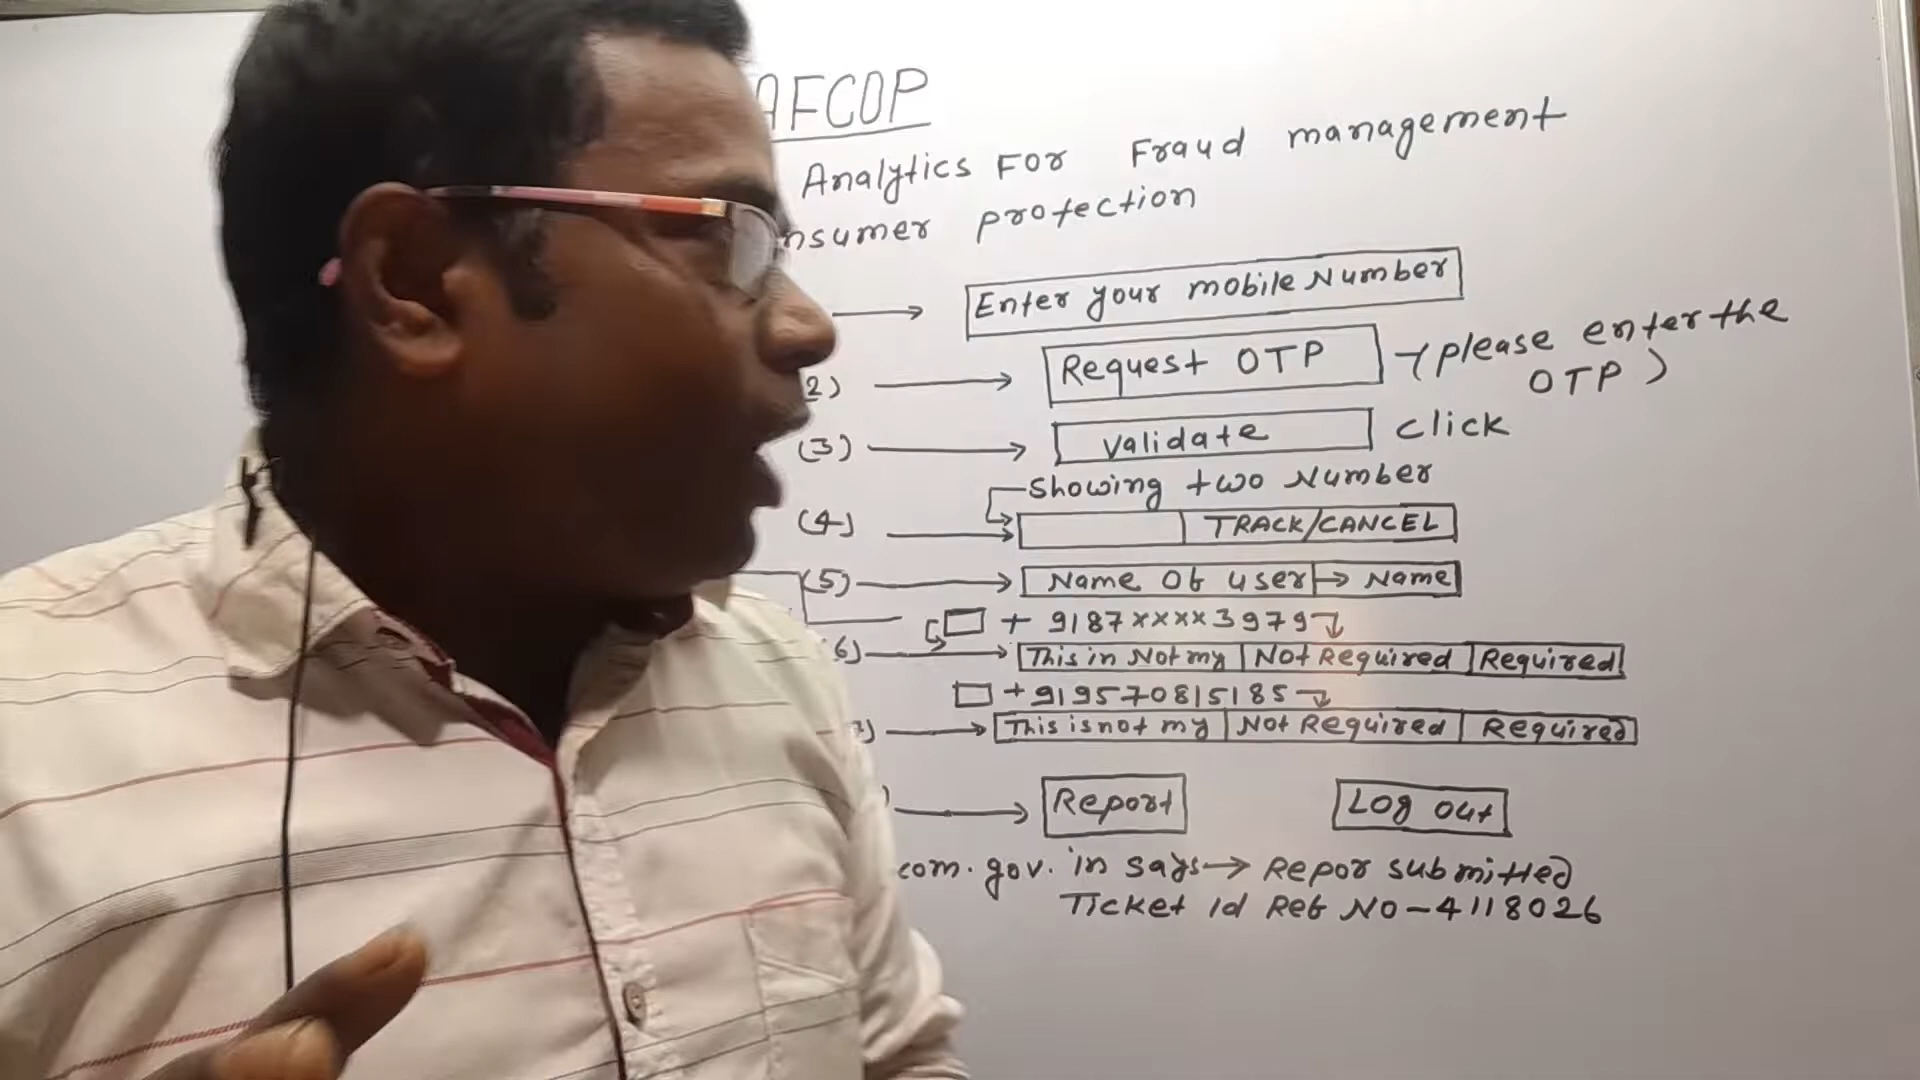 AFCOP
Analytics For Fraud management
nsumer protection
Enter your mobile Number
2) Request OTP (please enter the
OTP)
(3) Validate click
Showing two Number
(4) TRACK/CANCEL
(5) Name Of user → Name
+ 9187xxxx3979
6) This in Not my Not Required Required
+919570815185
) This is not my Not Required Required
) Report Log out
com.gov.in says → Repor submitted
Ticket id Ref No-4118026